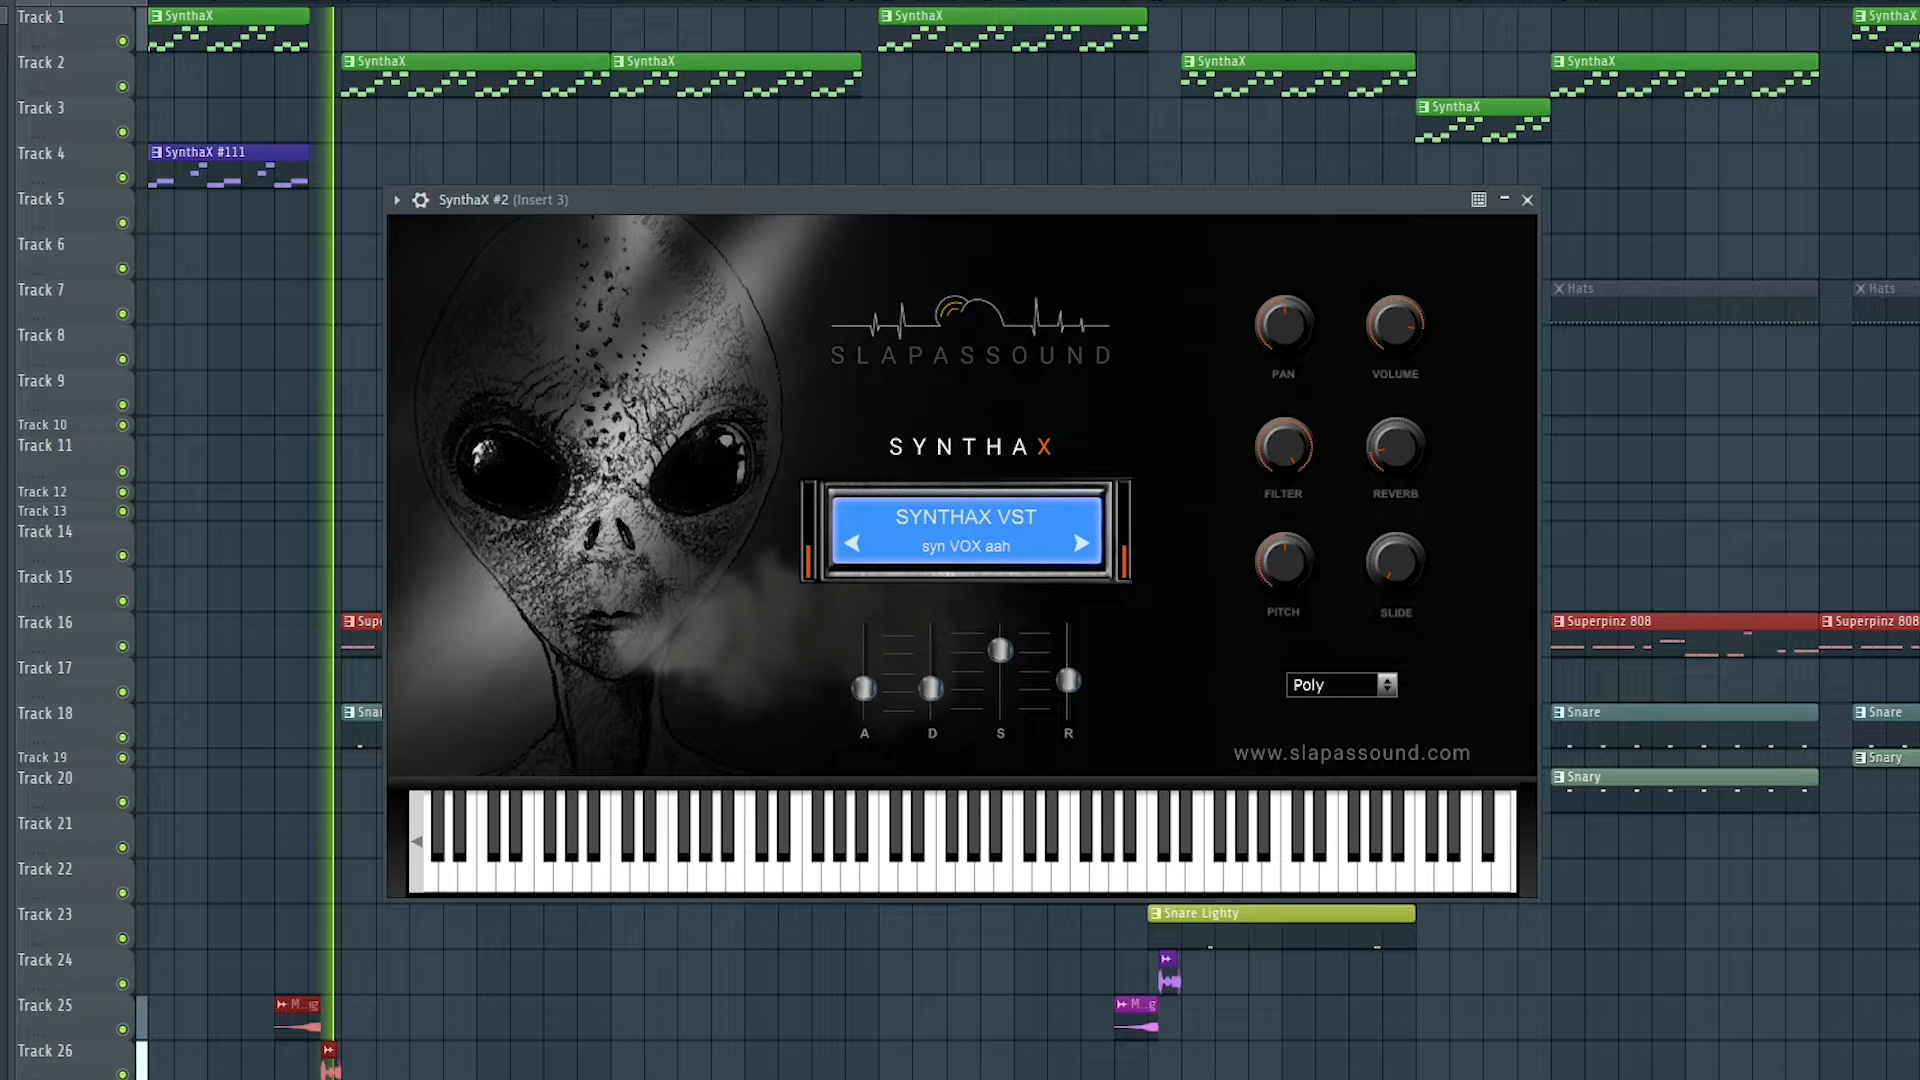 Track 1
SynthaX
SynthaX
SynthaX
Track 2
SynthaX
SynthaX
SynthaX
SynthaX
Track 3
SynthaX
Track 4
SynthaX #111
Track 5
SynthaX #2 (Insert 3)
Track 6
Track 7
Hats
Hats
Track 8
Track 9
Track 10
Track 11
Track 12
Track 13
Track 14
Track 15
Track 16
Supe
Superpinz 808
Superpinz 808
Track 17
Track 18
Snar
Snare
Snare
Track 19
Snary
Track 20
Snary
Track 21
Track 22
Track 23
Snare Lighty
Track 24
Track 25
M..ig
M..g
Track 26
SLAPASSOUND
SYNTHAX
SYNTHAX VST
syn VOX aah
A D S R
PAN VOLUME
FILTER REVERB
PITCH SLIDE
Poly
www.slapassound.com